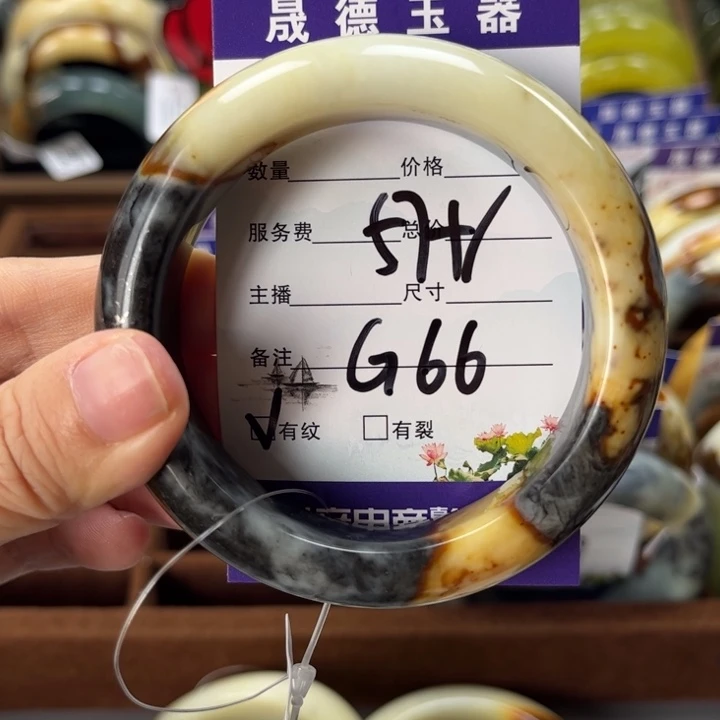 晟德玉器
数量 价格
57H
服务费 总价
主播 尺寸
备注 G66
☑有纹 ☐有裂